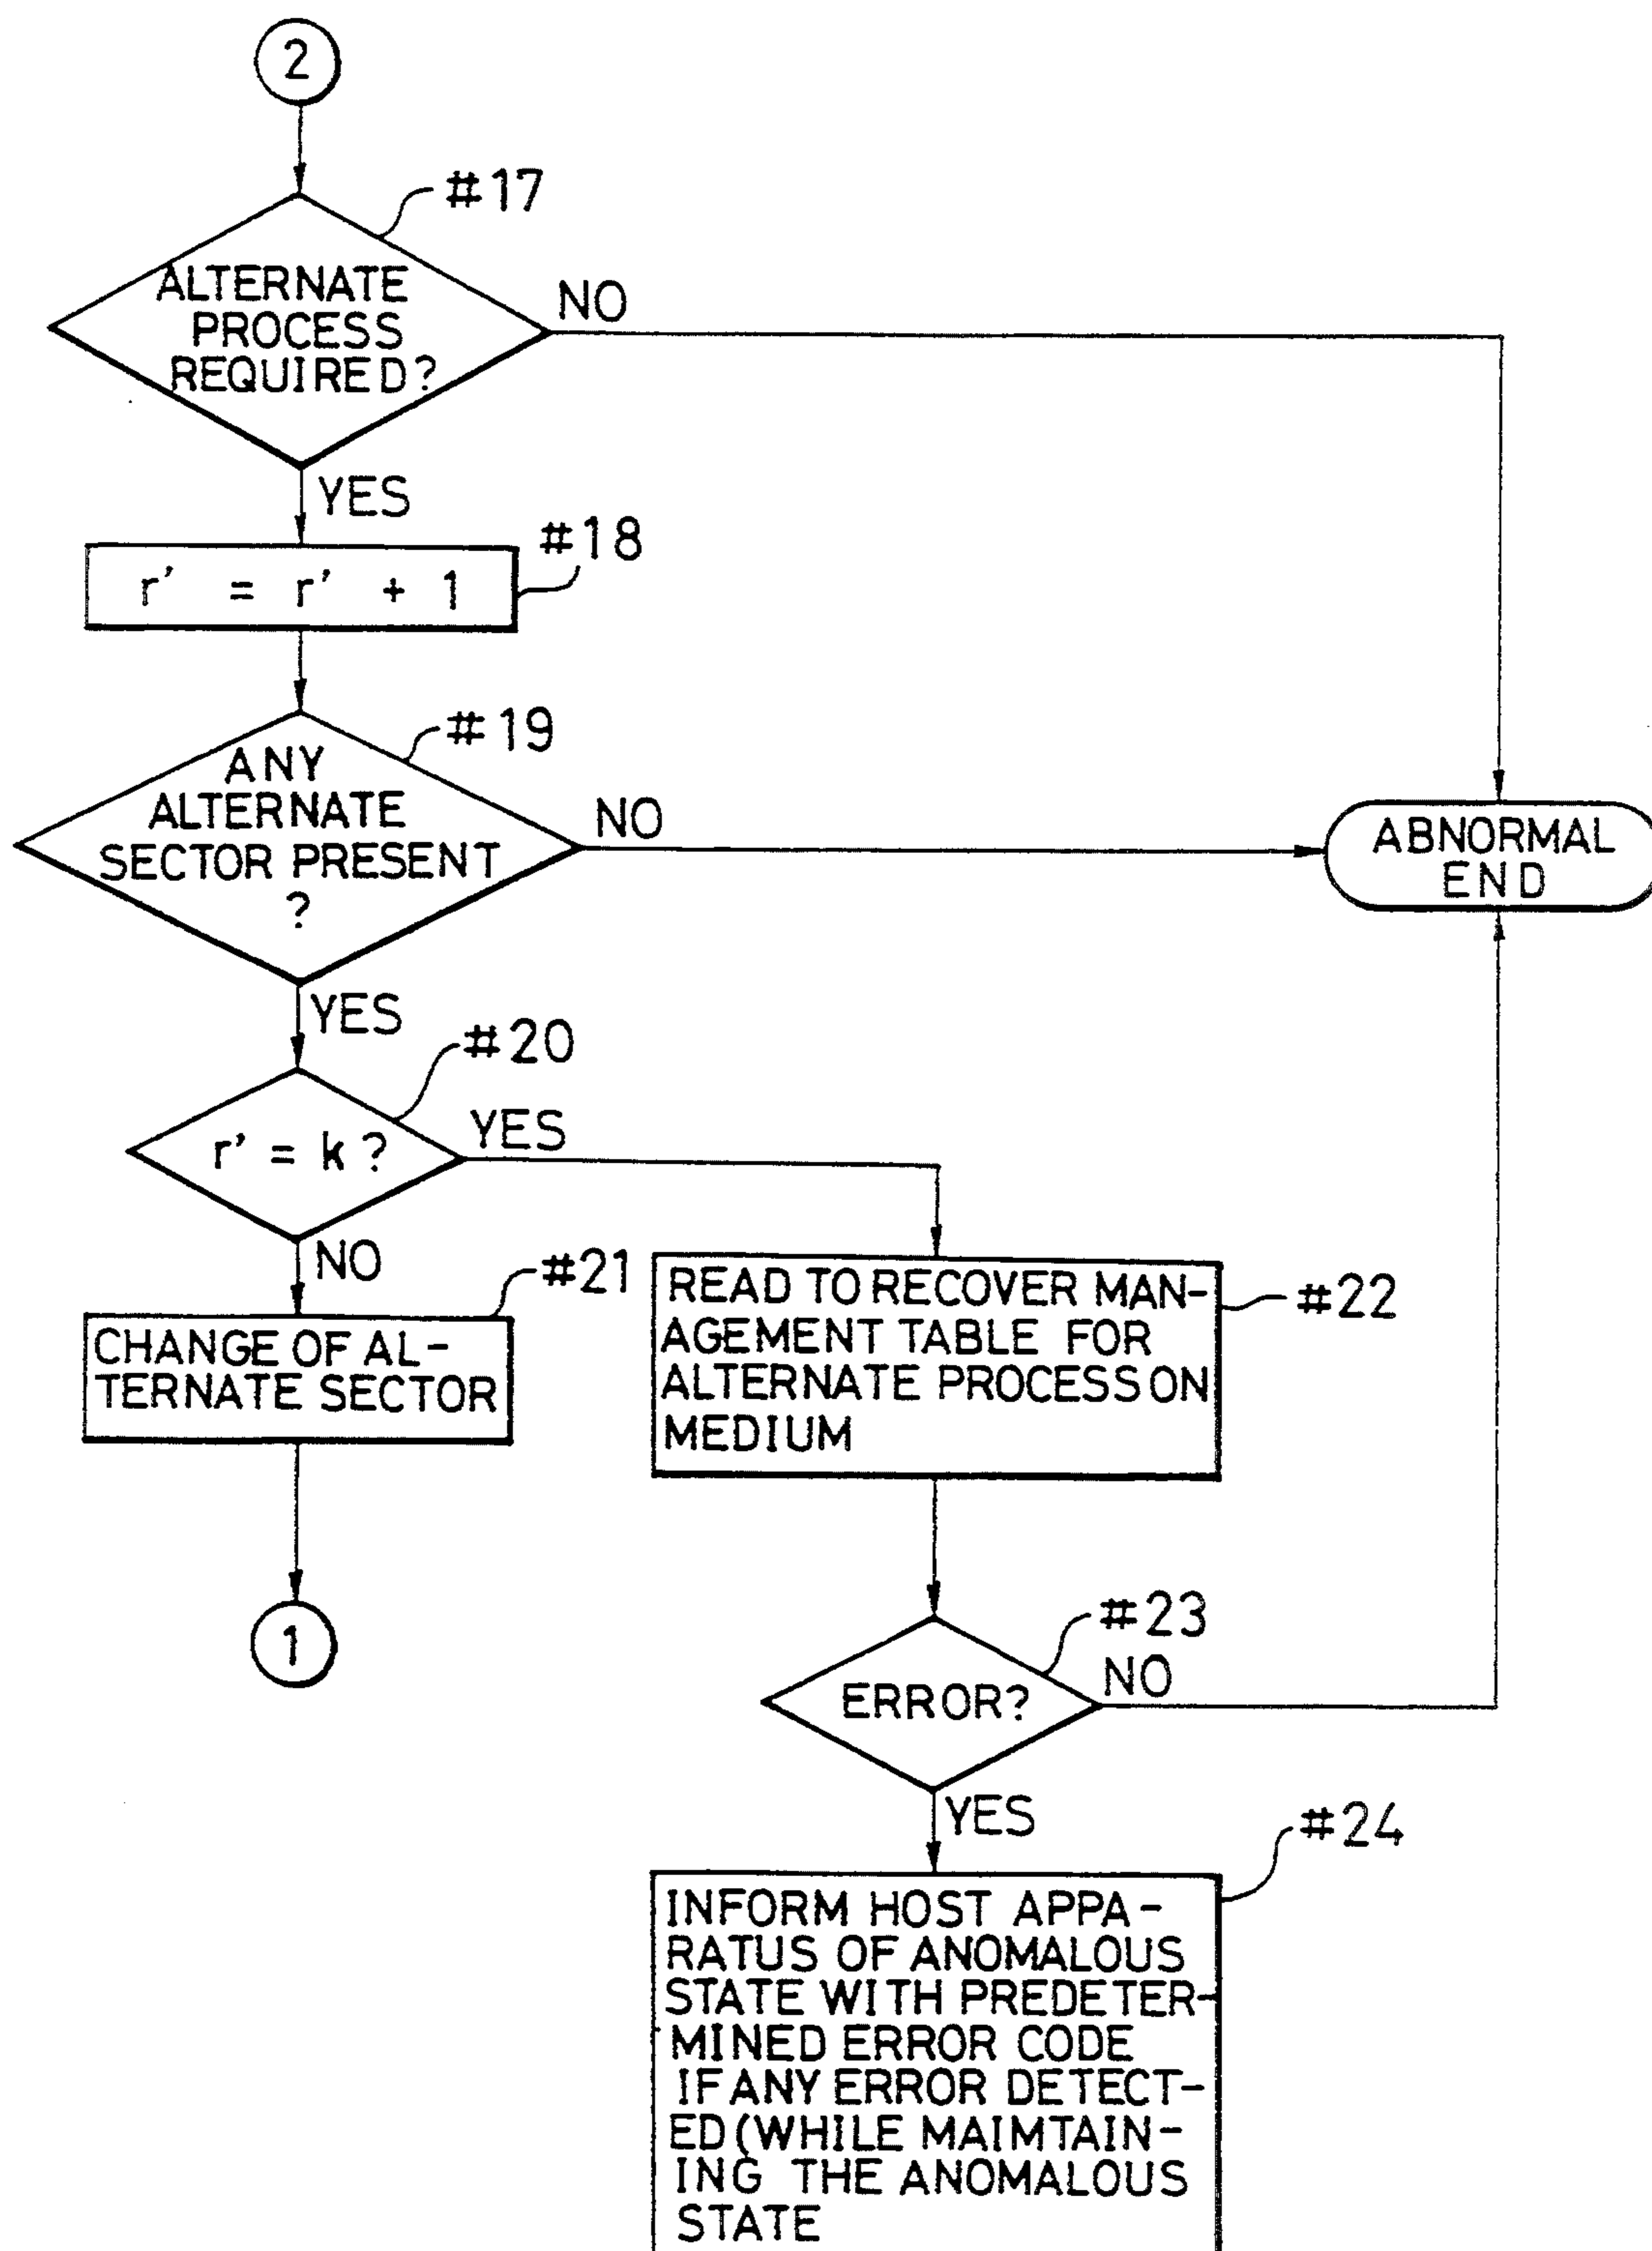 2
#17
ALTERNATE
PROCESS
REQUIRED?
NO
YES
#18
r' = r' + 1
#19
ANY
ALTERNATE
SECTOR PRESENT
?
NO
ABNORMAL
END
YES
#20
r' = k?
YES
NO
#21
CHANGE OF AL-
TERNATE SECTOR
1
#22
READ TO RECOVER MAN-
AGEMENT TABLE FOR
ALTERNATE PROCESS ON
MEDIUM
#23
ERROR?
NO
YES
#24
INFORM HOST APPA-
RATUS OF ANOMALOUS
STATE WITH PREDETER-
MINED ERROR CODE
IF ANY ERROR DETECT-
ED(WHILE MAIMTAIN-
ING THE ANOMALOUS
STATE